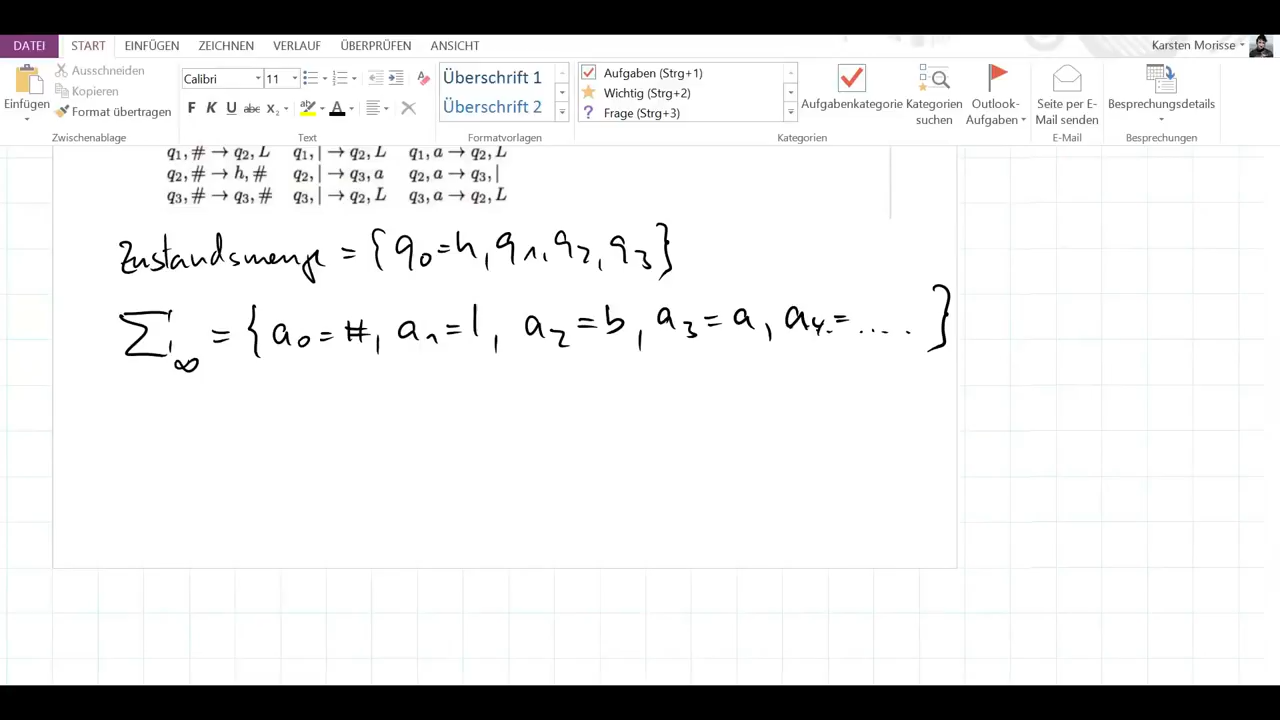 DATEI START EINFÜGEN ZEICHNEN VERLAUF ÜBERPRÜFEN ANSICHT Karsten Morisse
Einfügen
Ausschneiden
Kopieren
Format übertragen
Zwischenablage
Calibri 11
F K U abc x₂ A
Text
Überschrift 1
Überschrift 2
Formatvorlagen
Aufgaben (Strg+1)
Wichtig (Strg+2)
? Frage (Strg+3)
Aufgabenkategorie
Kategorien suchen
Kategorien
Outlook-Aufgaben
Seite per E-Mail senden
E-Mail
Besprechungsdetails
Besprechungen
q₁, # → q₂, L q₁, | → q₂, L q₁, a → q₂, L
q₂, # → h, # q₂, | → q₃, a q₂, a → q₃, |
q₃, # → q₃, # q₃, | → q₂, L q₃, a → q₂, L
Zustandsmenge = {q₀=h, q₁, q₂, q₃}
Σ∞ = {a₀ = #, a₁ = |, a₂ = b, a₃ = a, a₄ = ..... }